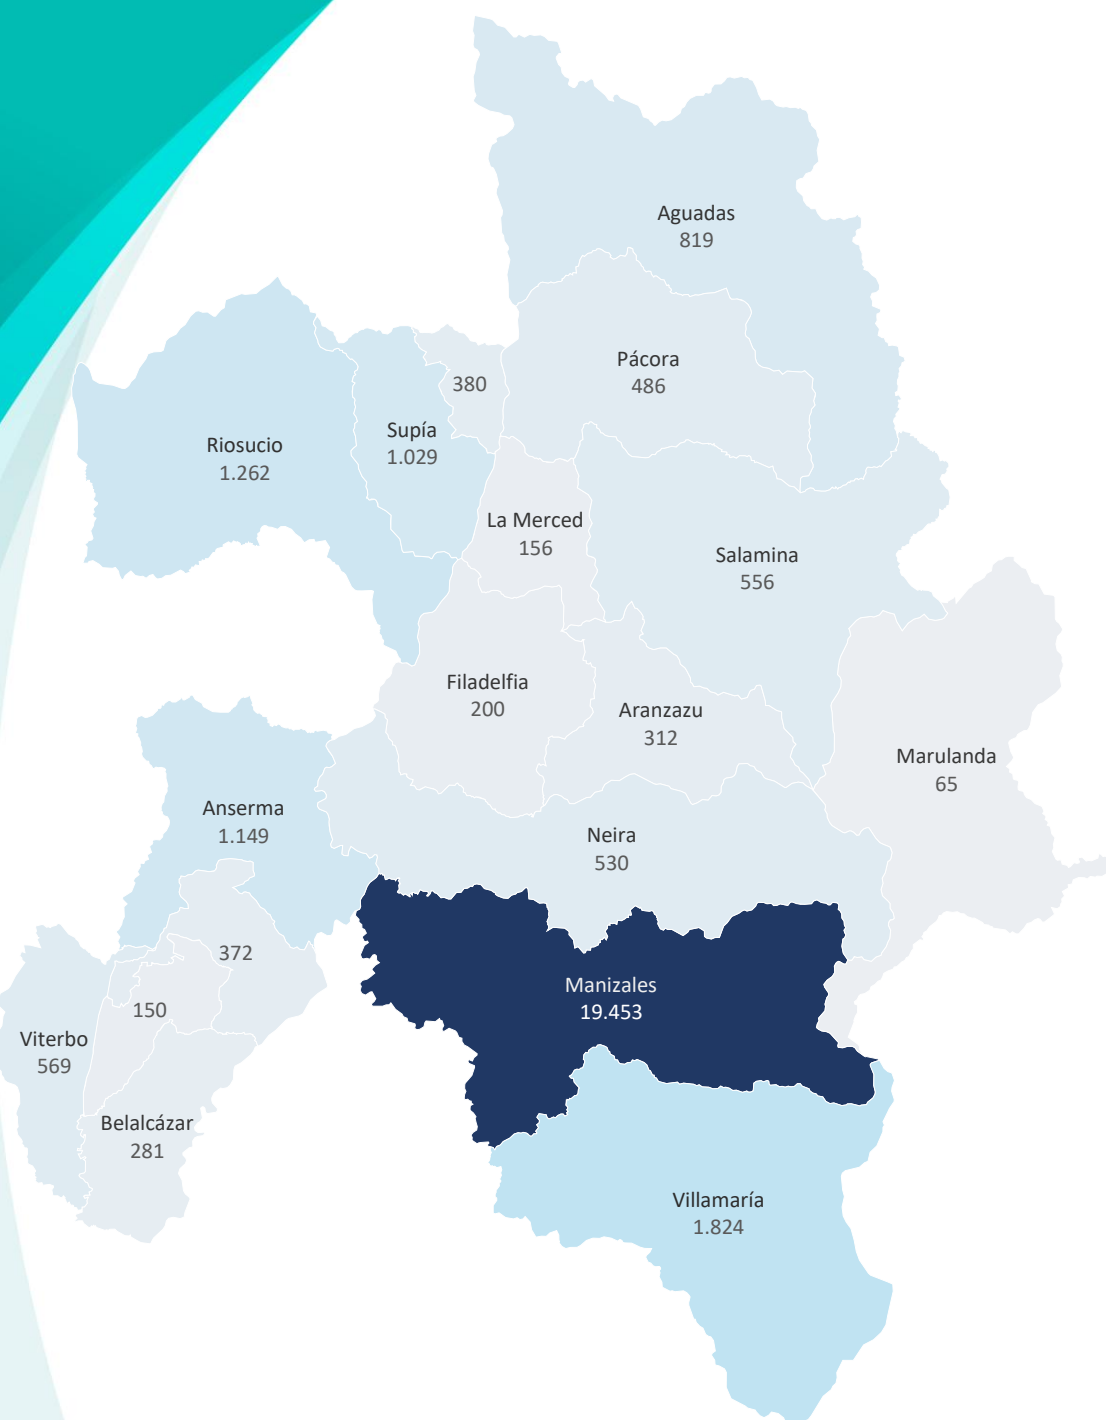 Aguadas
819
Pácora
486
380
Supía
1.029
Riosucio
1.262
La Merced
156
Salamina
556
Filadelfia
200
Aranzazu
312
Marulanda
65
Anserma
1.149
Neira
530
372
Manizales
19.453
150
Viterbo
569
Belalcázar
281
Villamaría
1.824